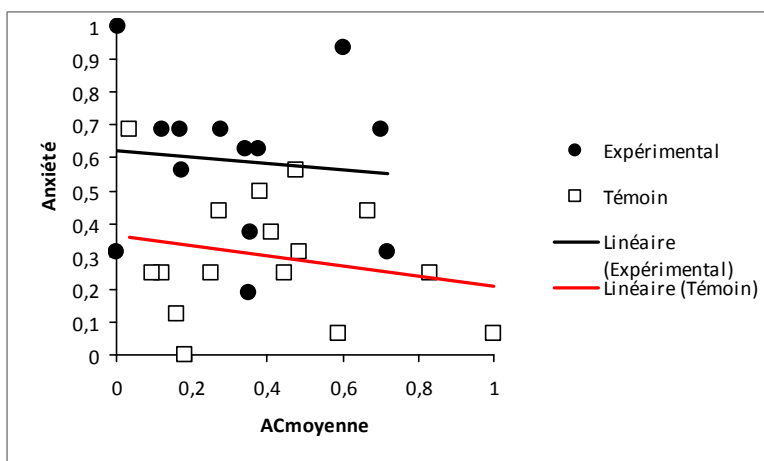 1
0,9
0,8
0,7
0,6
0,5
0,4
0,3
0,2
0,1
0
Anxiété
0 0,2 0,4 0,6 0,8 1
ACmoyenne
Expérimental
Témoin
Linéaire
(Expérimental)
Linéaire (Témoin)